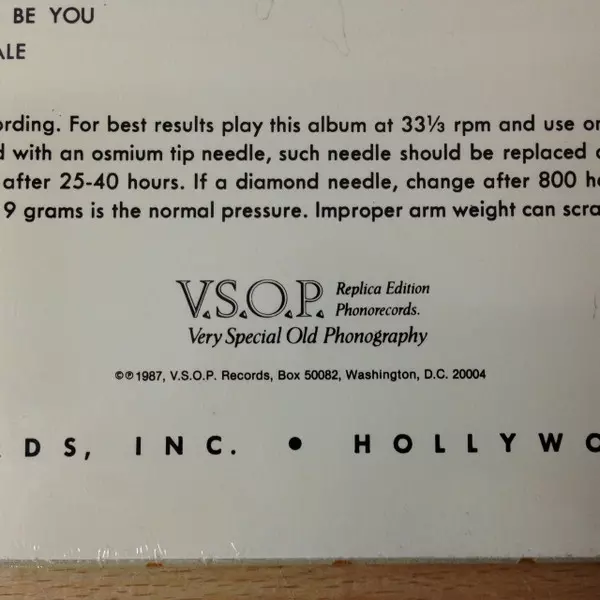 BE YOU
ALE
ording. For best results play this album at 33⅓ rpm and use on
d with an osmium tip needle, such needle should be replaced
after 25-40 hours. If a diamond needle, change after 800 ho
9 grams is the normal pressure. Improper arm weight can scra
V.S.O.P. Replica Edition
Phonorecords.
Very Special Old Phonography
©℗1987, V.S.O.P. Records, Box 50082, Washington, D.C. 20004
RDS, INC. • HOLLYWO